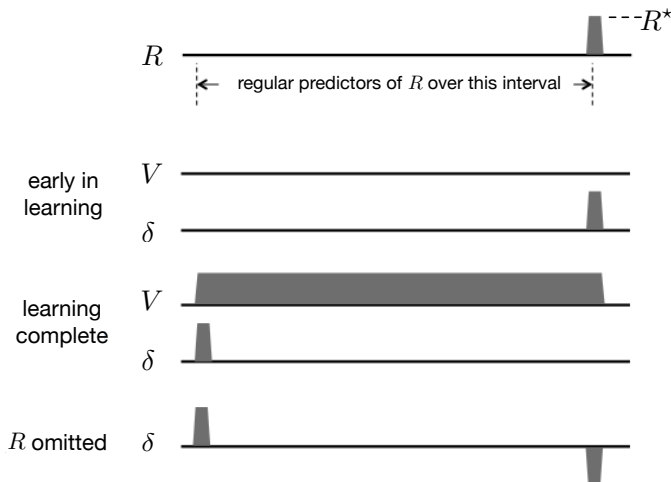 R⋆
R
regular predictors of R over this interval
early in
learning
V
δ
learning
complete
V
δ
R omitted
δ